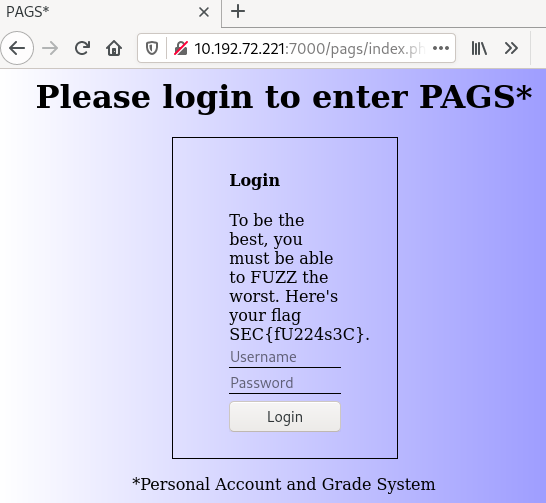 PAGS*
10.192.72.221:7000/pags/index.ph
Please login to enter PAGS*
Login
To be the
best, you
must be able
to FUZZ the
worst. Here's
your flag
SEC{fU224s3C}.
Username
Password
Login
*Personal Account and Grade System